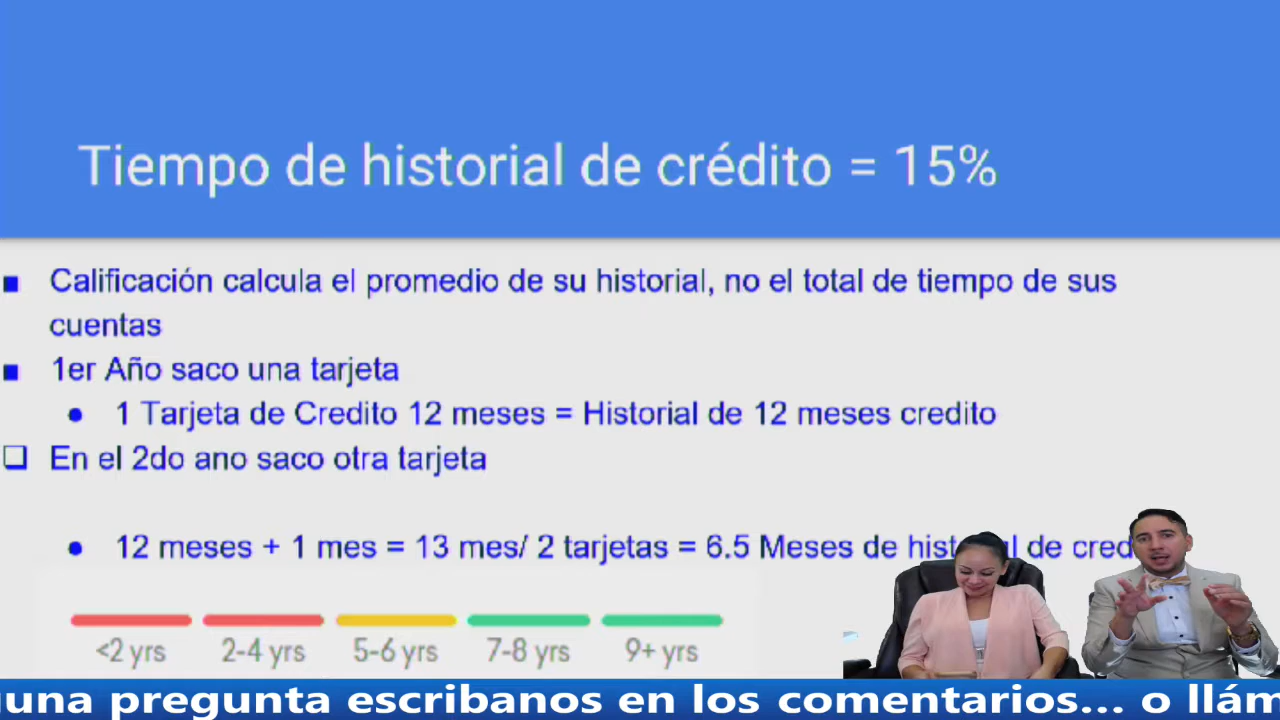 Tiempo de historial de crédito = 15%
Calificación calcula el promedio de su historial, no el total de tiempo de sus
cuentas
1er Año saco una tarjeta
1 Tarjeta de Credito 12 meses = Historial de 12 meses credito
En el 2do ano saco otra tarjeta
12 meses + 1 mes = 13 mes/ 2 tarjetas = 6.5 Meses de de
<2 yrs 2-4 yrs 5-6 yrs 7-8 yrs 9+ yrs
pregunta escribanos en los comentarios... o